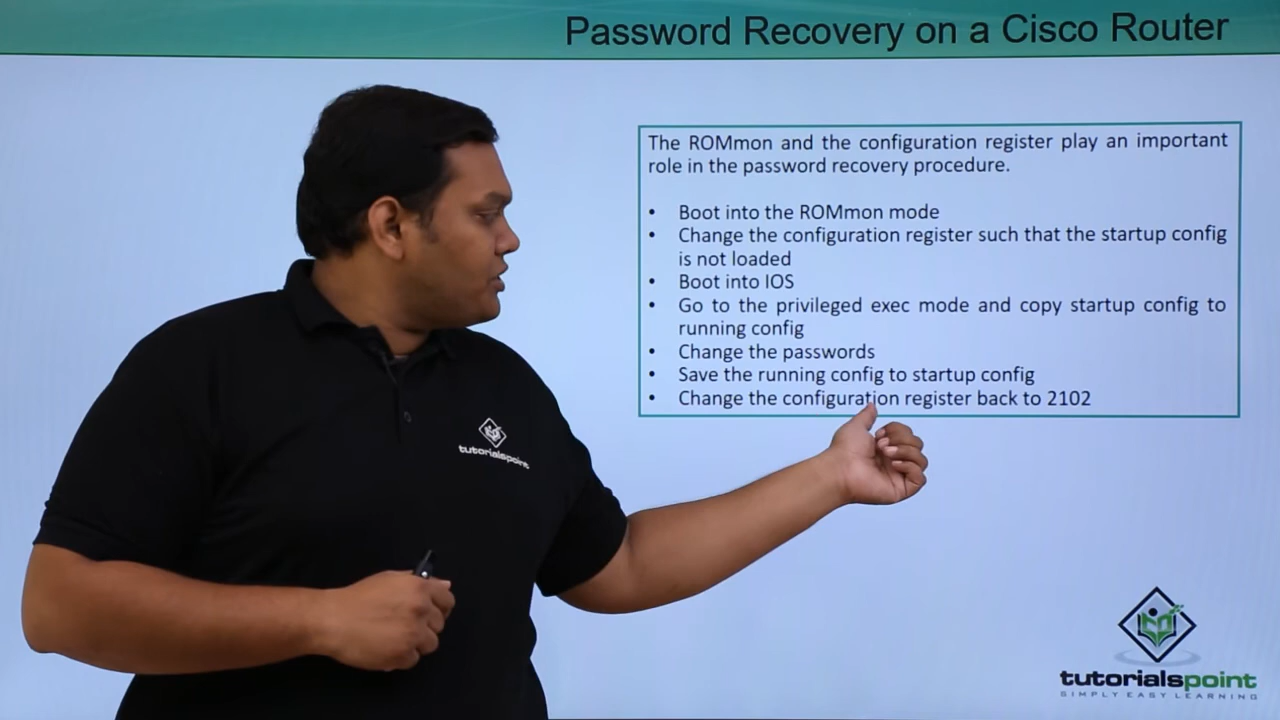 Password Recovery on a Cisco Router
The ROMmon and the configuration register play an important
role in the password recovery procedure.
• Boot into the ROMmon mode
• Change the configuration register such that the startup config
is not loaded
• Boot into IOS
• Go to the privileged exec mode and copy startup config to
running config
• Change the passwords
• Save the running config to startup config
• Change the configuration register back to 2102
tutorialspoint
tutorialspoint
SIMPLY EASY LEARNING